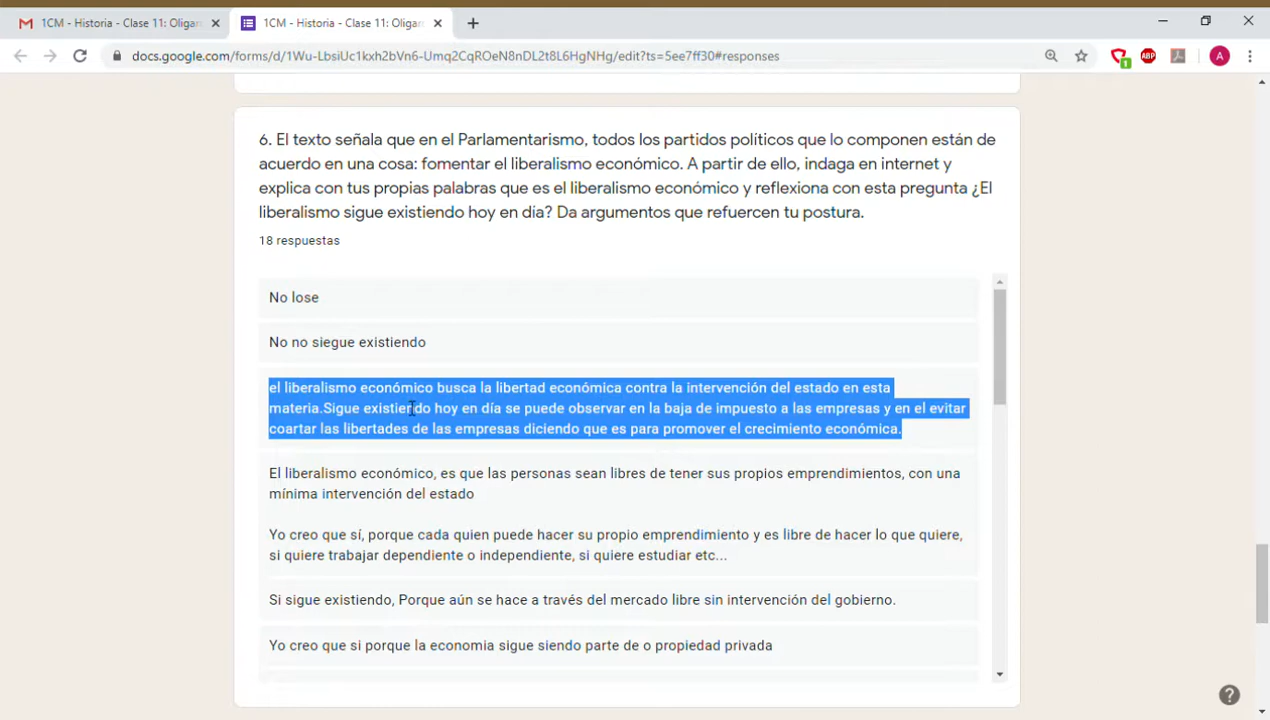 1CM - Historia - Clase 11: Oligar
1CM - Historia - Clase 11: Oligar
docs.google.com/forms/d/1Wu-LbsiUc1kxh2bVn6-Umq2CqROeN8nDL2t8L6HgNHg/edit?ts=5ee7ff30#responses
1
ABP
A
6. El texto señala que en el Parlamentarismo, todos los partidos políticos que lo componen están de
acuerdo en una cosa: fomentar el liberalismo económico. A partir de ello, indaga en internet y
explica con tus propias palabras que es el liberalismo económico y reflexiona con esta pregunta ¿El
liberalismo sigue existiendo hoy en día? Da argumentos que refuercen tu postura.
18 respuestas
No lose
No no siegue existiendo
el liberalismo económico busca la libertad económica contra la intervención del estado en esta
materia.Sigue existiendo hoy en día se puede observar en la baja de impuesto a las empresas y en el evitar
coartar las libertades de las empresas diciendo que es para promover el crecimiento económica.
El liberalismo económico, es que las personas sean libres de tener sus propios emprendimientos, con una
mínima intervención del estado
Yo creo que sí, porque cada quien puede hacer su propio emprendimiento y es libre de hacer lo que quiere,
si quiere trabajar dependiente o independiente, si quiere estudiar etc...
Si sigue existiendo, Porque aún se hace a través del mercado libre sin intervención del gobierno.
Yo creo que si porque la economia sigue siendo parte de o propiedad privada